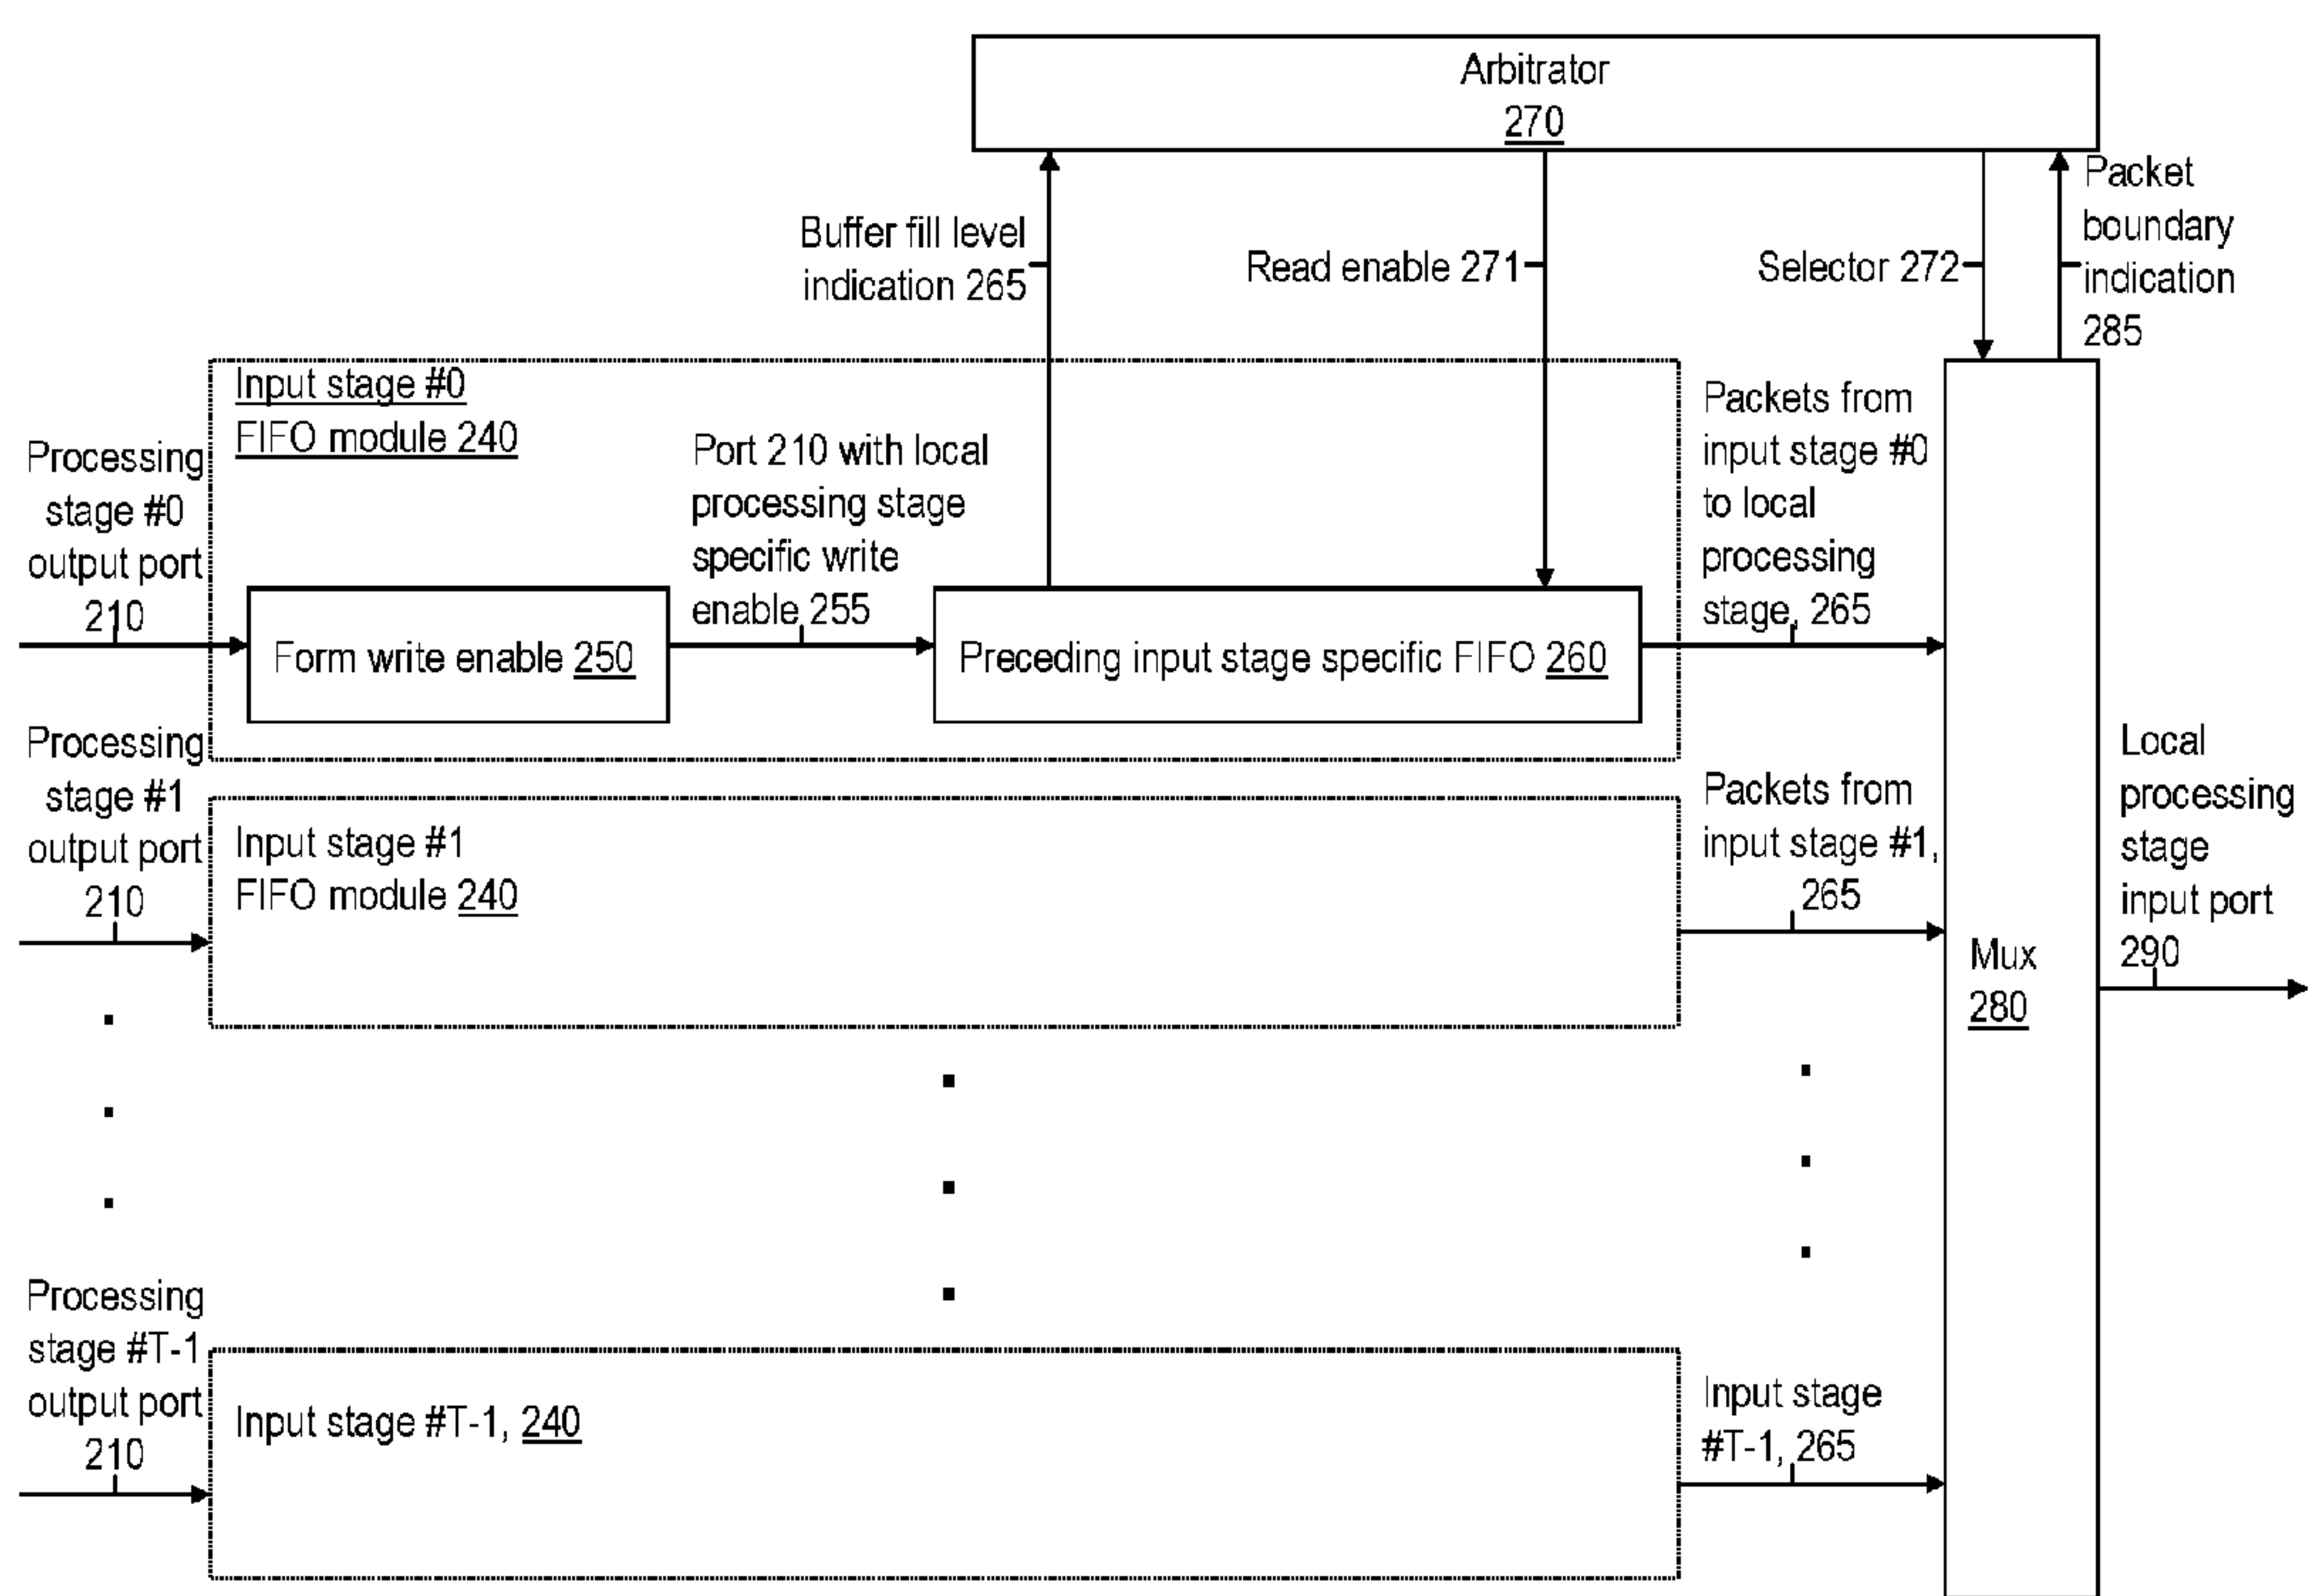 Arbitrator
270
Buffer fill level
indication 265
Read enable 271
Selector 272
Packet
boundary
indication
285
Input stage #0
FIFO module 240
Processing
stage #0
output port
210
Form write enable 250
Port 210 with local
processing stage
specific write
enable 255
Preceding input stage specific FIFO 260
Packets from
input stage #0
to local
processing
stage, 265
Processing
stage #1
output port
210
Input stage #1
FIFO module 240
Packets from
input stage #1,
265
Mux
280
Local
processing
stage
input port
290
Processing
stage #T-1
output port
210
Input stage #T-1, 240
Input stage
#T-1, 265